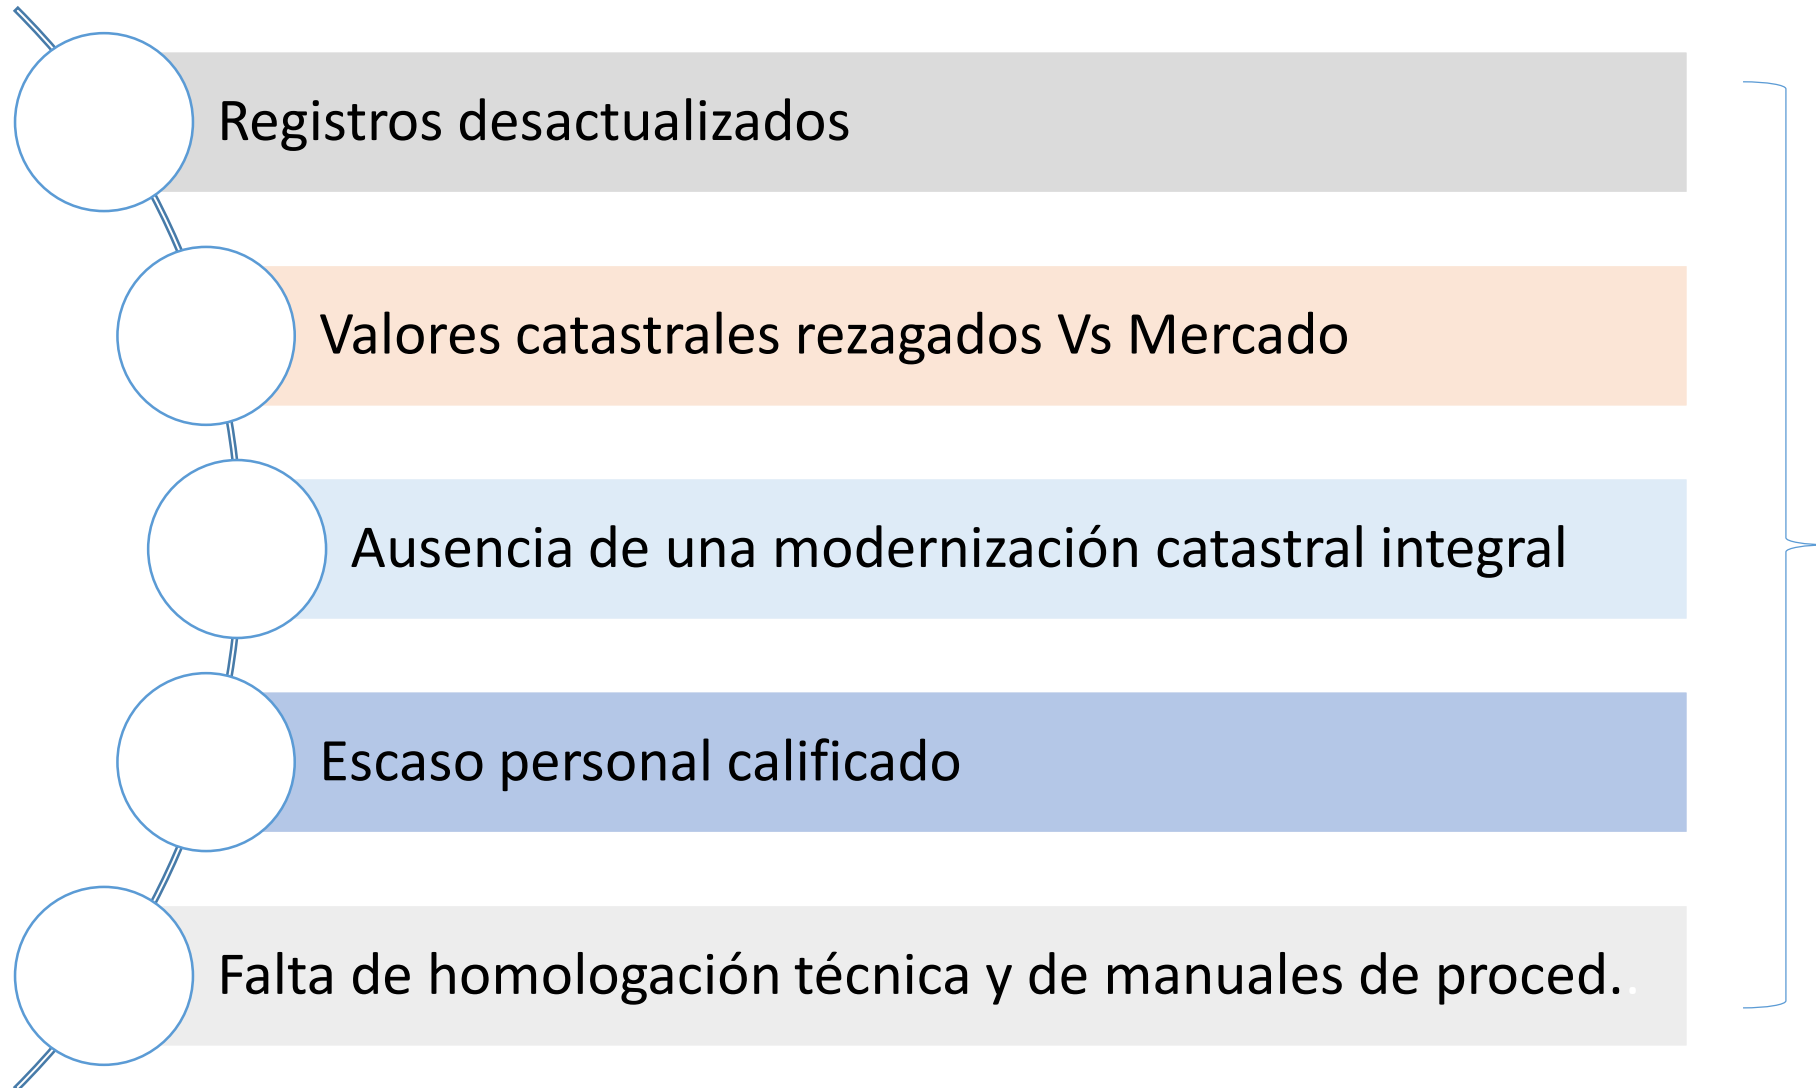 Registros desactualizados
Valores catastrales rezagados Vs Mercado
Ausencia de una modernización catastral integral
Escaso personal calificado
Falta de homologación técnica y de manuales de proced..